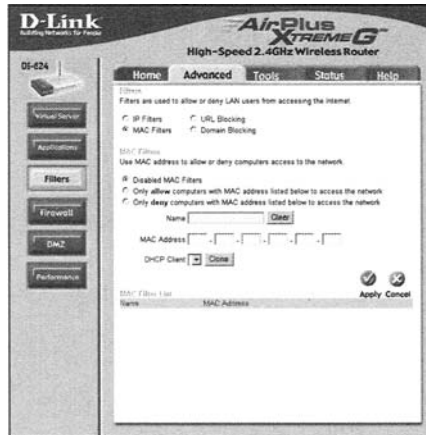 D-Link
Building Networks for People
AirPlus
XTREME G
High-Speed 2.4GHz Wireless Router
DI-624
Home Advanced Tools Status Help
Virtual Server
Applications
Filters
Firewall
DMZ
Performance
Filters
Filters are used to allow or deny LAN users from accessing the Internet.
IP Filters URL Blocking
MAC Filters Domain Blocking
MAC Filters
Use MAC address to allow or deny computers access to the network.
Disabled MAC Filters
Only allow computers with MAC address listed below to access the network
Only deny computers with MAC address listed below to access the network
Name Clear
MAC Address - - - - -
DHCP Client Clone
Apply Cancel
MAC Filter List
Name MAC Address